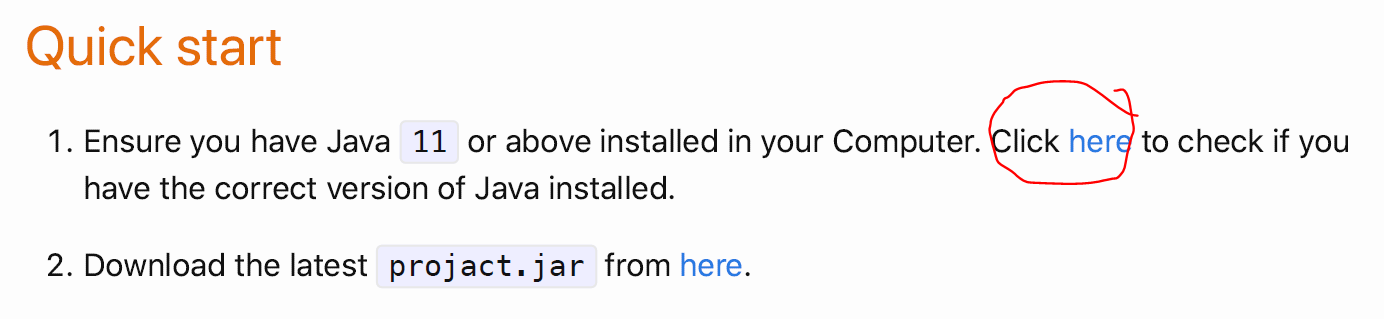 Quick start
1. Ensure you have Java 11 or above installed in your Computer. Click here to check if you
have the correct version of Java installed.
2. Download the latest projact.jar from here.